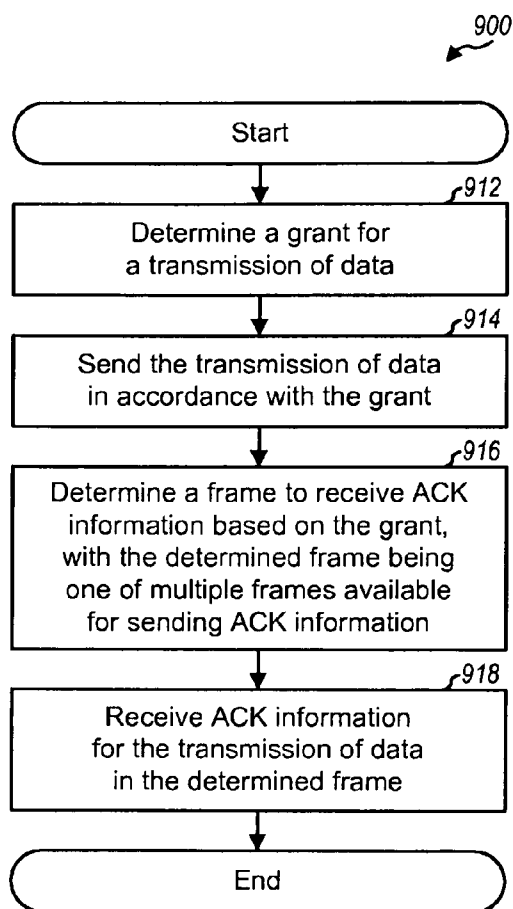 900
Start
912
Determine a grant for
a transmission of data
914
Send the transmission of data
in accordance with the grant
916
Determine a frame to receive ACK
information based on the grant,
with the determined frame being
one of multiple frames available
for sending ACK information
918
Receive ACK information
for the transmission of data
in the determined frame
End